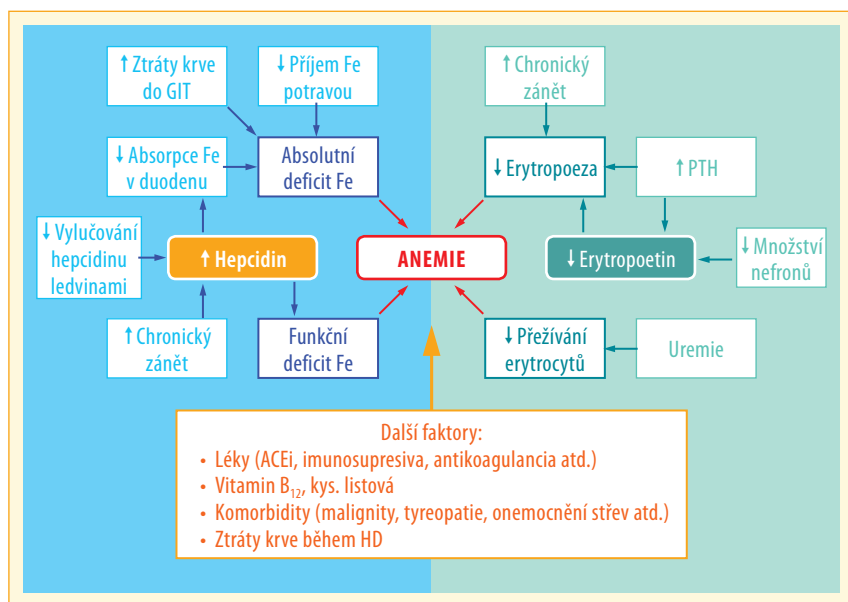 ↑ Ztráty krve
do GIT
↓ Příjem Fe
potravou
↑ Chronický
zánět
↓ Absorpce Fe
v duodenu
Absolutní
deficit Fe
↓ Erytropoeza
↑ PTH
↓ Vylučování
hepcidinu
ledvinami
↑ Hepcidin
ANEMIE
↓ Erytropoetin
↓ Množství
nefronů
↑ Chronický
zánět
Funkční
deficit Fe
↓ Přežívání
erytrocytů
Uremie
Další faktory:
• Léky (ACEi, imunosupresiva, antikoagulancia atd.)
• Vitamin B₁₂, kys. listová
• Komorbidity (malignity, tyreopatie, onemocnění střev atd.)
• Ztráty krve během HD